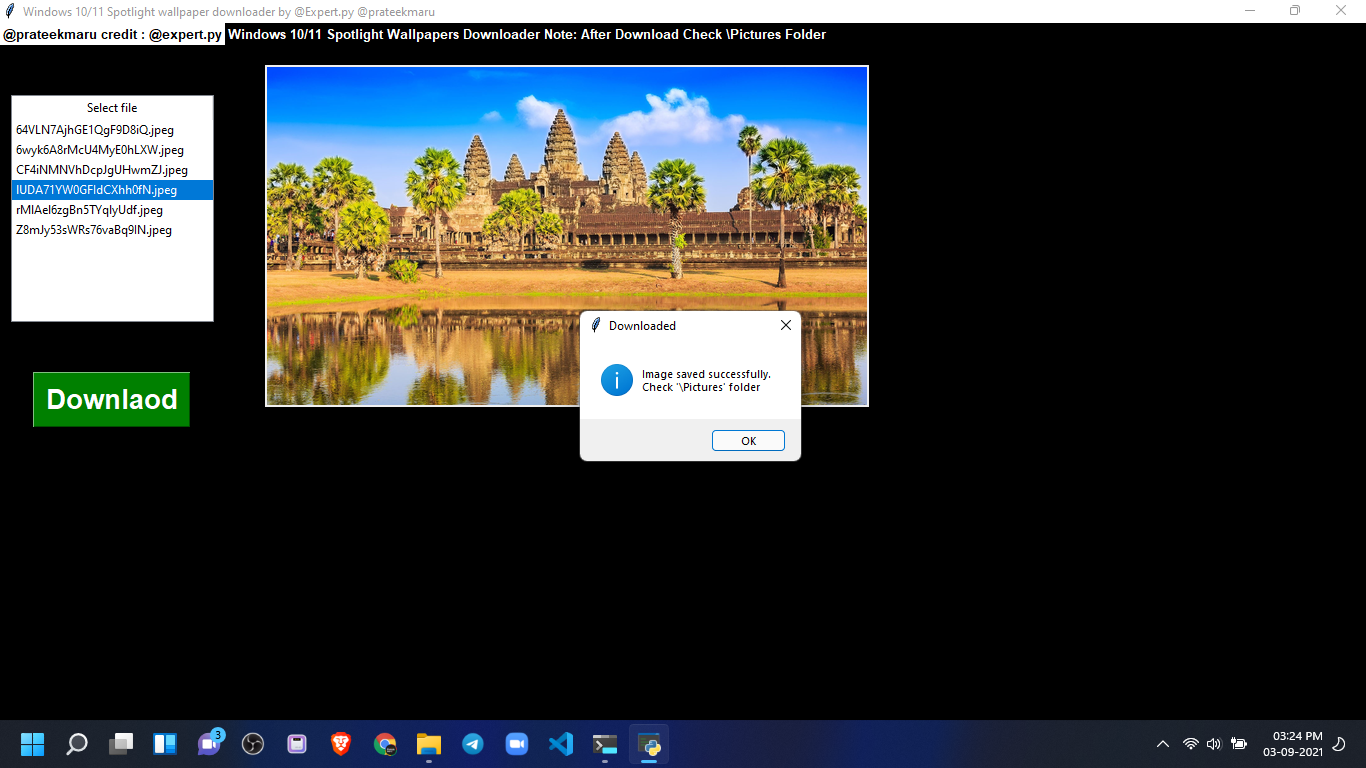 Windows 10/11 Spotlight wallpaper downloader by @Expert.py @prateekmaru
@prateekmaru credit : @expert.py Windows 10/11 Spotlight Wallpapers Downloader Note: After Download Check \Pictures Folder
Select file
64VLN7AjhGE1QgF9D8iQ.jpeg
6wyk6A8rMcU4MyE0hLXW.jpeg
CF4iNMNVhDcpJgUHwmZJ.jpeg
IUDA71YW0GFldCXhh0fN.jpeg
rMIAel6zgBn5TYqIyUdf.jpeg
Z8mJy53sWRs76vaBq9IN.jpeg
Downlaod
Downloaded
Image saved successfully.
Check '\Pictures' folder
OK
3
03:24 PM
03-09-2021